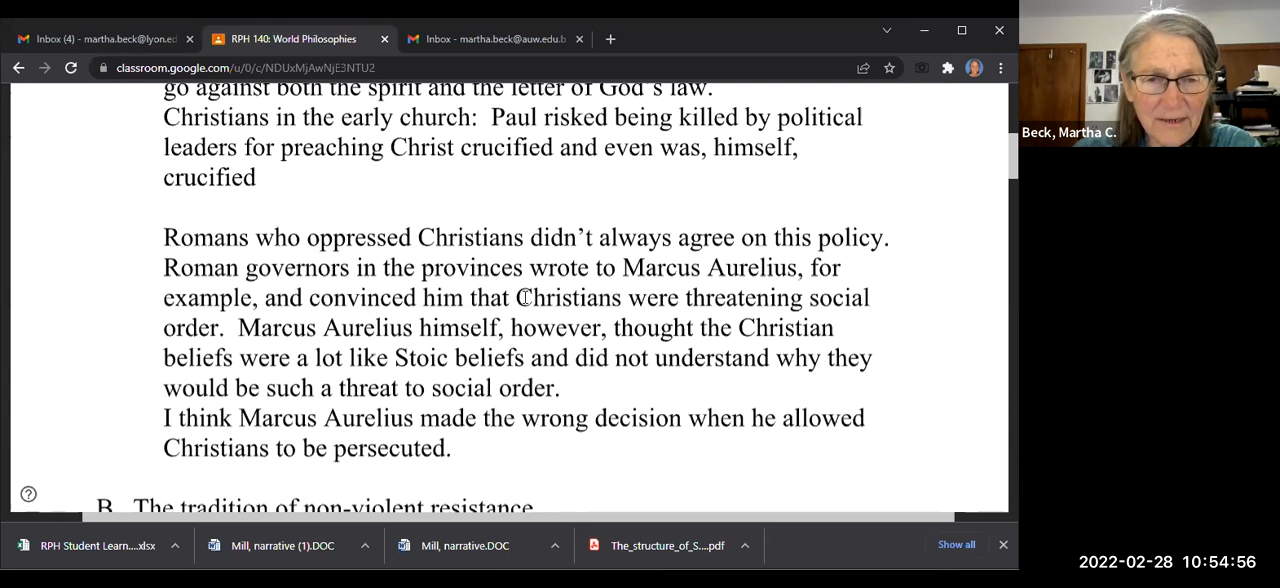 Inbox (4) - martha.beck@lyon.ed
RPH 140: World Philosophies
Inbox - martha.beck@auw.edu.b
classroom.google.com/u/0/c/NDUxMjAwNjE3NTU2
Beck, Martha C.
go against both the spirit and the letter of God's law.
Christians in the early church: Paul risked being killed by political
leaders for preaching Christ crucified and even was, himself,
crucified
Romans who oppressed Christians didn't always agree on this policy.
Roman governors in the provinces wrote to Marcus Aurelius, for
example, and convinced him that Christians were threatening social
order. Marcus Aurelius himself, however, thought the Christian
beliefs were a lot like Stoic beliefs and did not understand why they
would be such a threat to social order.
I think Marcus Aurelius made the wrong decision when he allowed
Christians to be persecuted.
B. The tradition of non-violent resistance
RPH Student Learn....xlsx
Mill, narrative (1).DOC
Mill, narrative.DOC
The_structure_of_S....pdf
Show all
2022-02-28 10:54:56